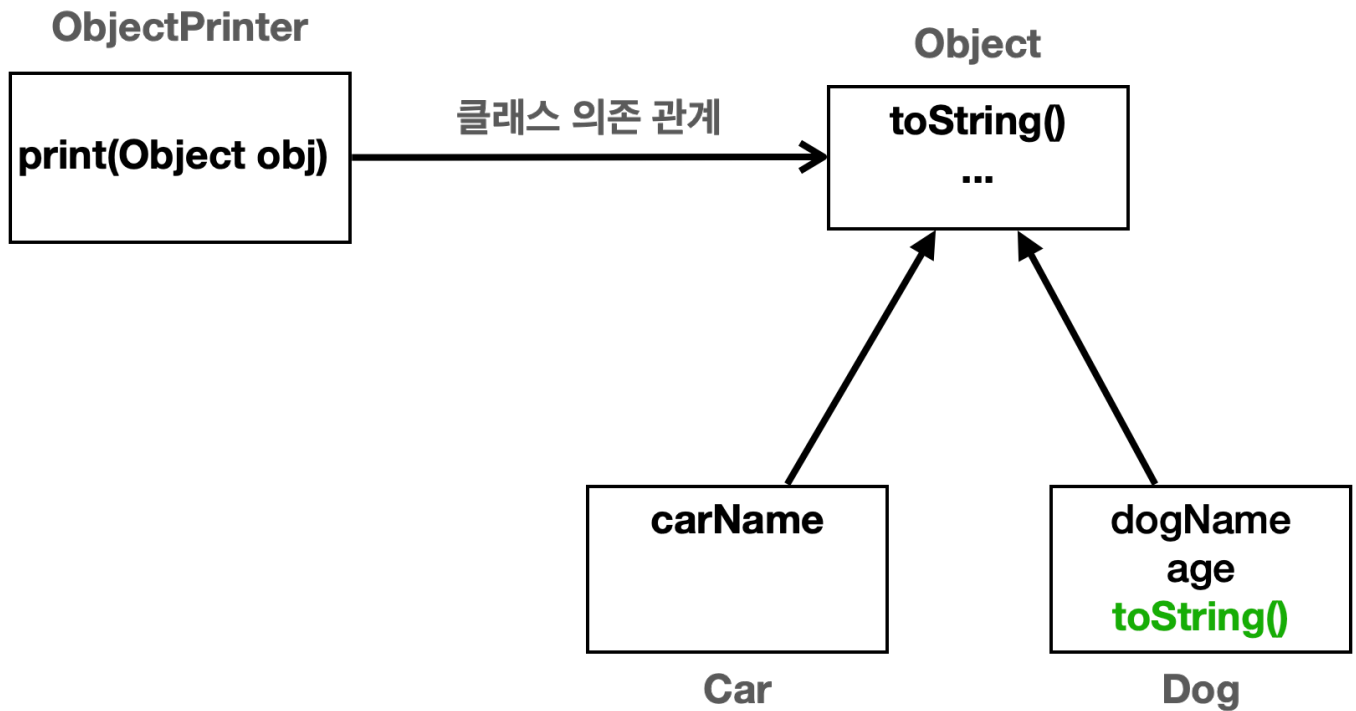 ObjectPrinter
print(Object obj)
클래스 의존 관계
Object
toString()
...
carName
Car
dogName
age
toString()
Dog